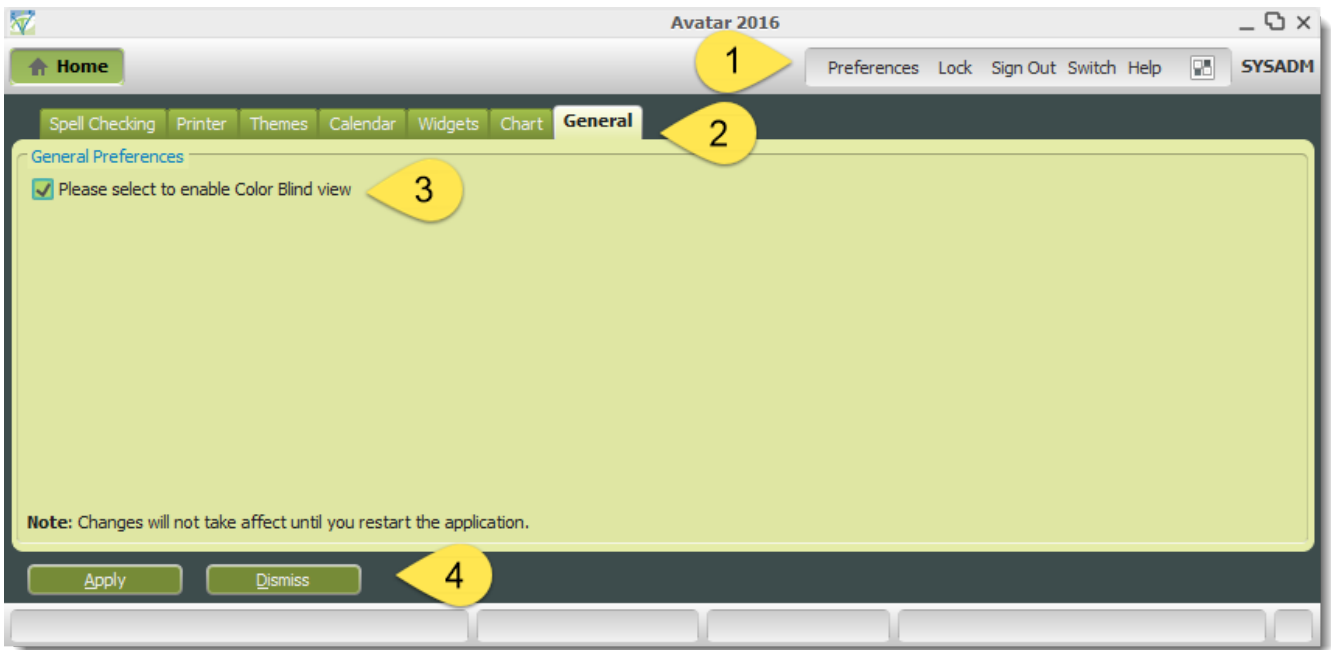 Avatar 2016
Home
1
Preferences Lock Sign Out Switch Help SYSADM
Spell Checking Printer Themes Calendar Widgets Chart General
2
General Preferences
Please select to enable Color Blind view
3
Note: Changes will not take affect until you restart the application.
Apply Dismiss
4